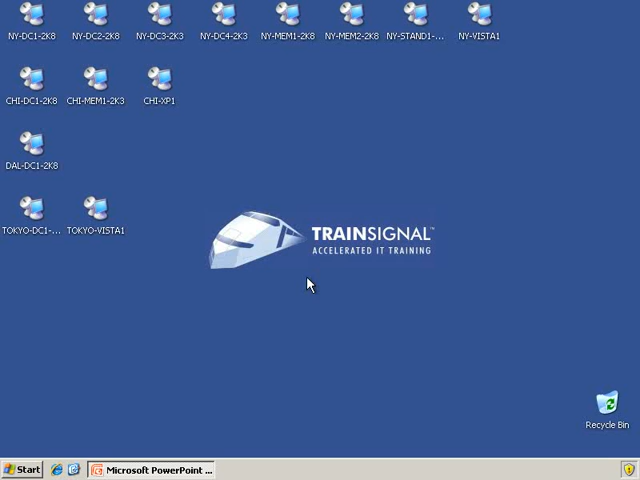 NY-DC1-2K8 NY-DC2-2K8 NY-DC3-2K3 NY-DC4-2K3 NY-MEM1-2K8 NY-MEM2-2K8 NY-STAND1-... NY-VISTA1
CHI-DC1-2K8 CHI-MEM1-2K3 CHI-XP1
DAL-DC1-2K8
TOKYO-DC1-... TOKYO-VISTA1
TRAINSIGNAL™
ACCELERATED IT TRAINING
Recycle Bin
Start Microsoft PowerPoint ...